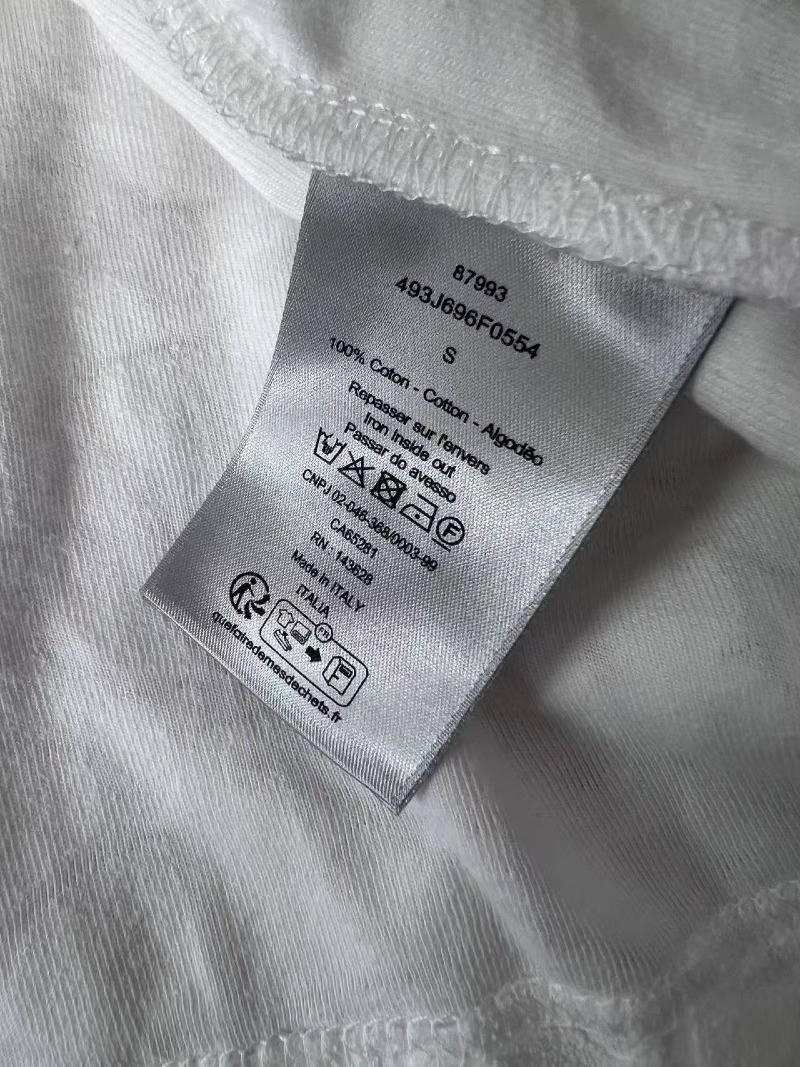 87993
493J696F0554
S
100% Coton - Cotton - Algodão
Repasser sur l'envers
Iron inside out
Passar do avesso
F
CNPJ 02-046-368/0003-99
CA65281
RN : 143628
Made in ITALY
ITALIA
FR
quefairedemesdechets.fr